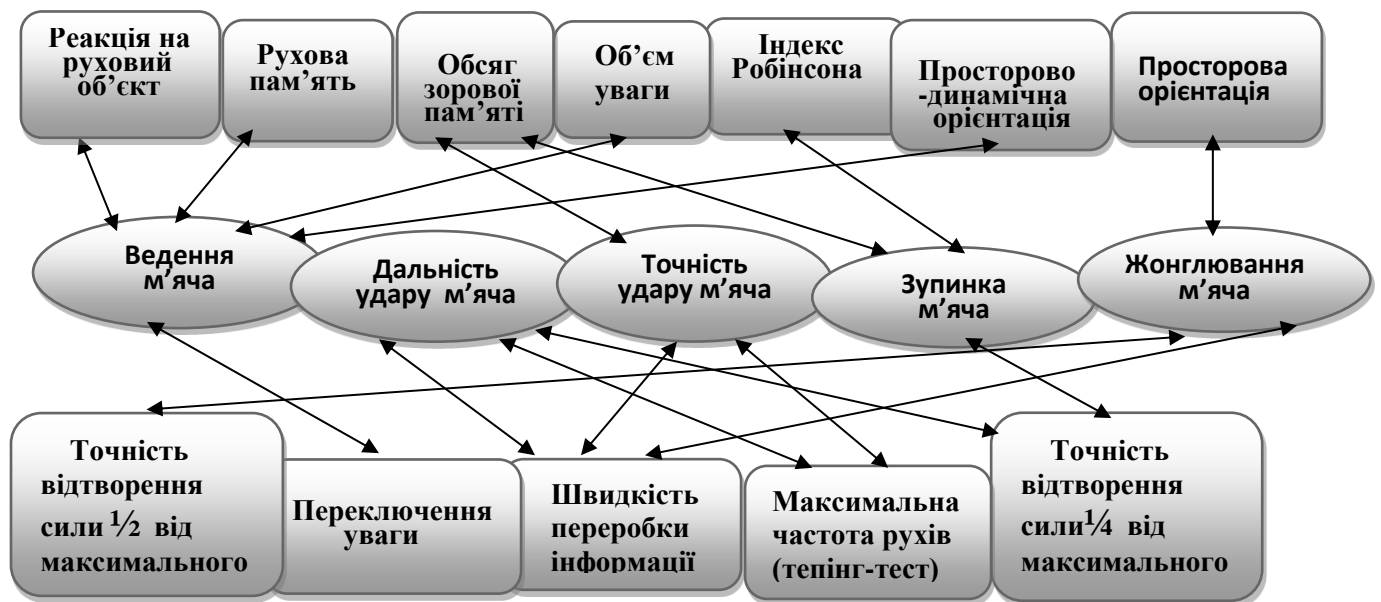 Реакція на
руховий
об’єкт
Рухова
пам’ять
Обсяг
зорової
пам’яті
Об’єм
уваги
Індекс
Робінсона
Просторово
-динамічна
орієнтація
Просторова
орієнтація
Ведення
м’яча
Дальність
удару м’яча
Точність
удару м’яча
Зупинка
м’яча
Жонглювання
м’яча
Точність
відтворення
сили ½ від
максимального
Переключення
уваги
Швидкість
переробки
інформації
Максимальна
частота рухів
(тепінг-тест)
Точність
відтворення
сили¼ від
максимального